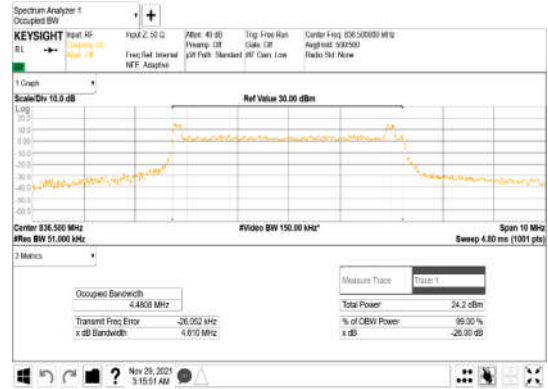 Spectrum Analyzer 1
Occupied BW
KEYSIGHT Input: RF Input Z: 50 Ω Atten: 40 dB Trig: Free Run Center Freq: 836.500000 MHz
RL Preamp: Off Gate: Off Avg|Hold: 500/500
Freq Ref: Internal µW Path: Standard #IF Gain: Low Radio Std: None
NFE: Adaptive
1 Graph
Scale/Div 10.0 dB Ref Value 30.00 dBm
Log
20.0
10.0
0.00
-10.0
-20.0
-30.0
-40.0
-50.0
-60.0
Center 836.500 MHz #Video BW 150.00 kHz* Span 10 MHz
#Res BW 51.000 kHz Sweep 4.80 ms (1001 pts)
2 Metrics
Measure Trace Trace 1
Occupied Bandwidth
4.4808 MHz Total Power 24.2 dBm
Transmit Freq Error -26.052 kHz % of OBW Power 99.00 %
x dB Bandwidth 4.810 MHz x dB -26.00 dB
? Nov 29, 2021
3:15:51 AM